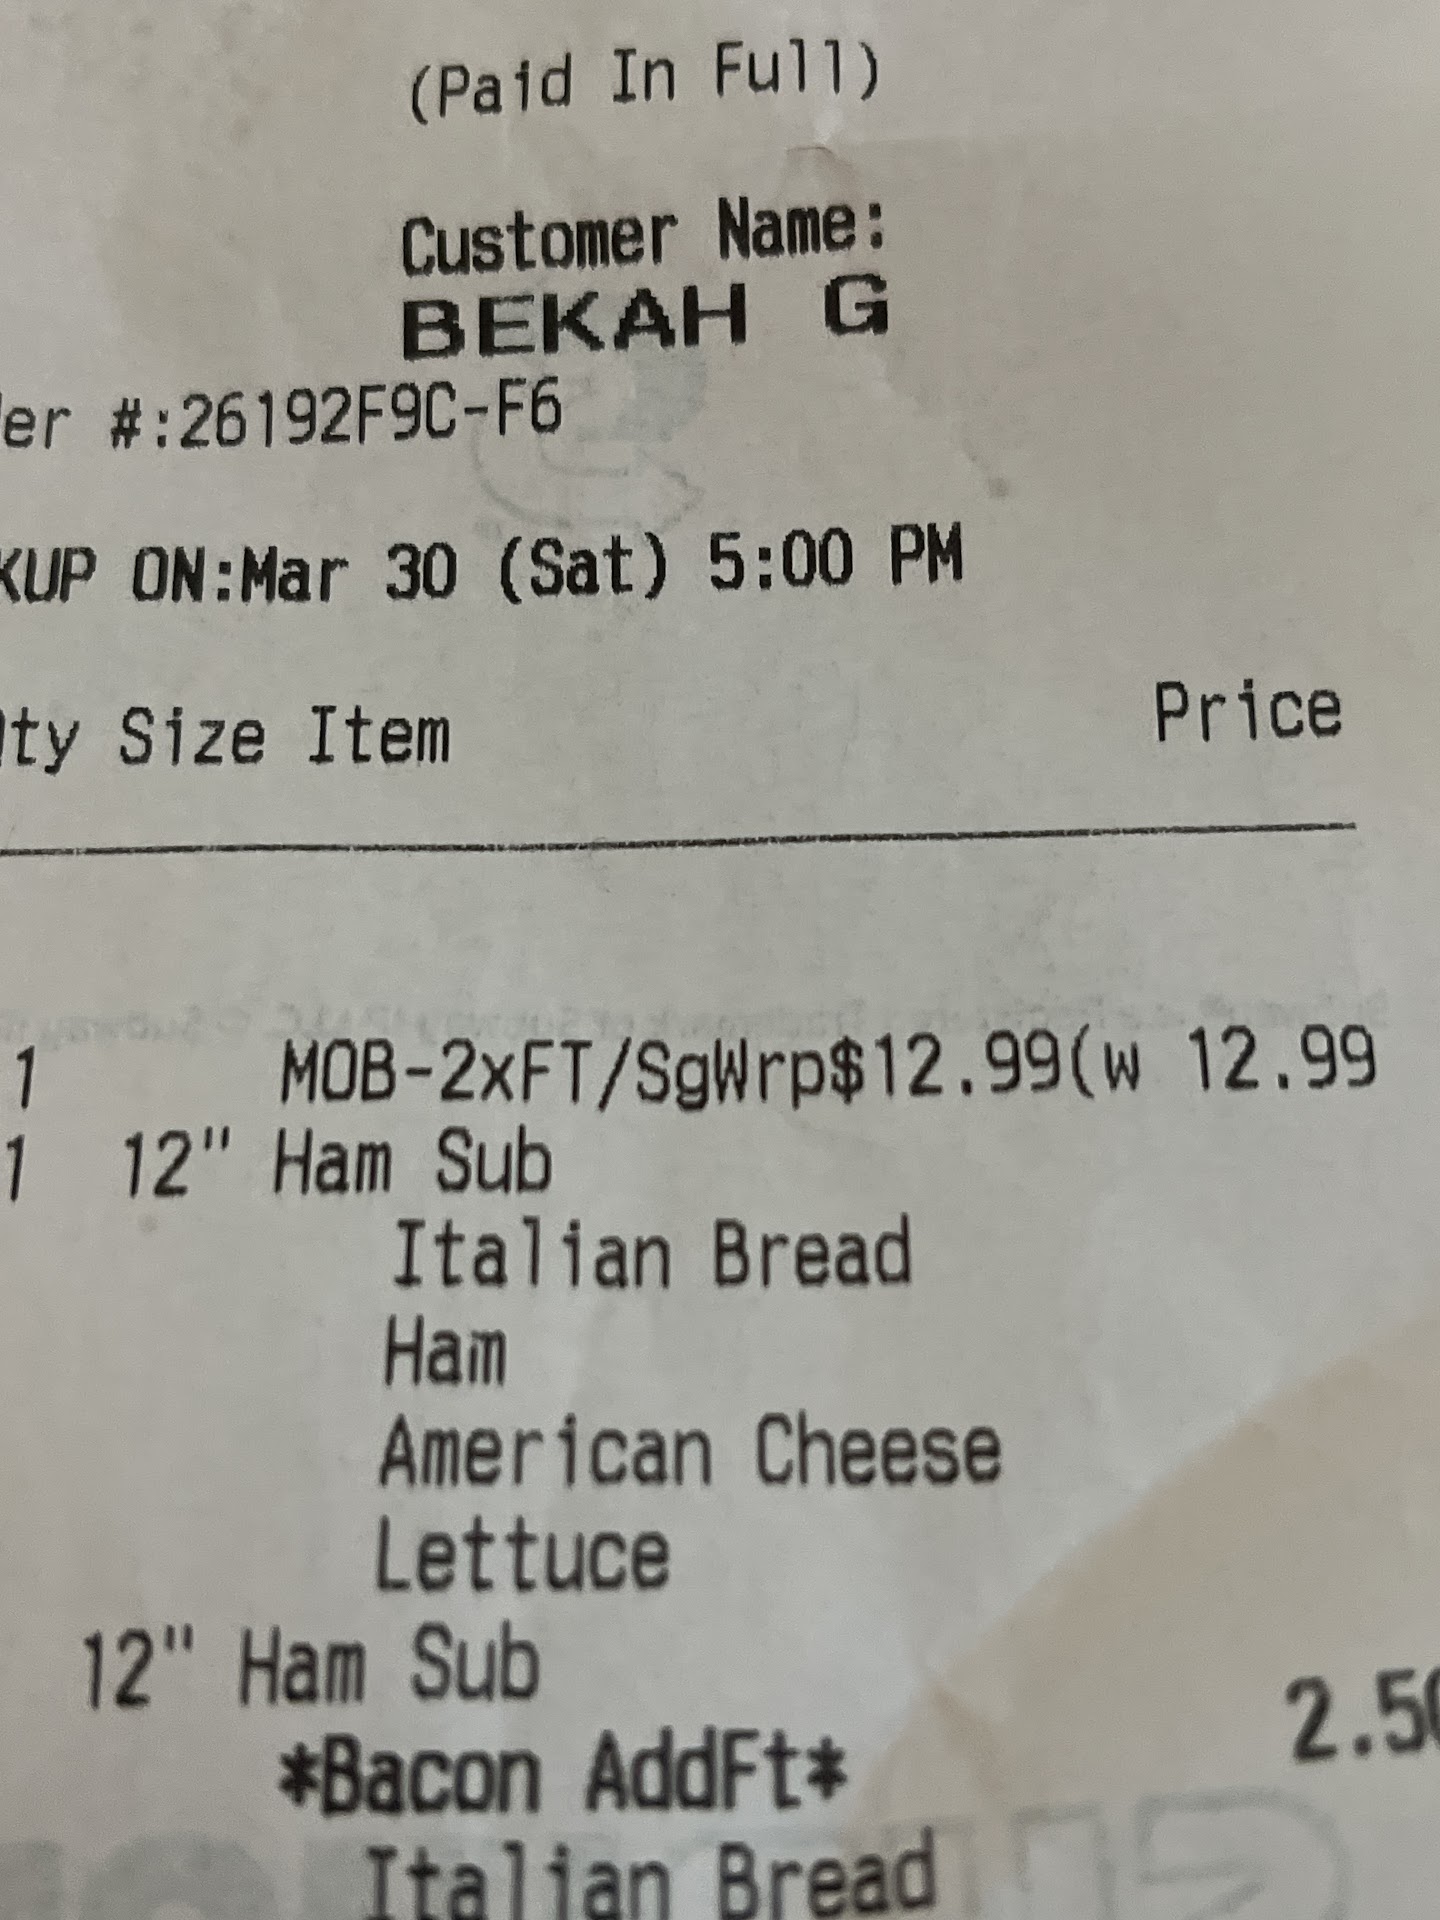 (Paid In Full)
Customer Name:
BEKAH G
er #:26192F9C-F6
KUP ON:Mar 30 (Sat) 5:00 PM
ty Size Item Price
1 MOB-2xFT/SgWrp$12.99(w 12.99
1 12" Ham Sub
Italian Bread
Ham
American Cheese
Lettuce
12" Ham Sub
*Bacon AddFt* 2.50
Italian Bread